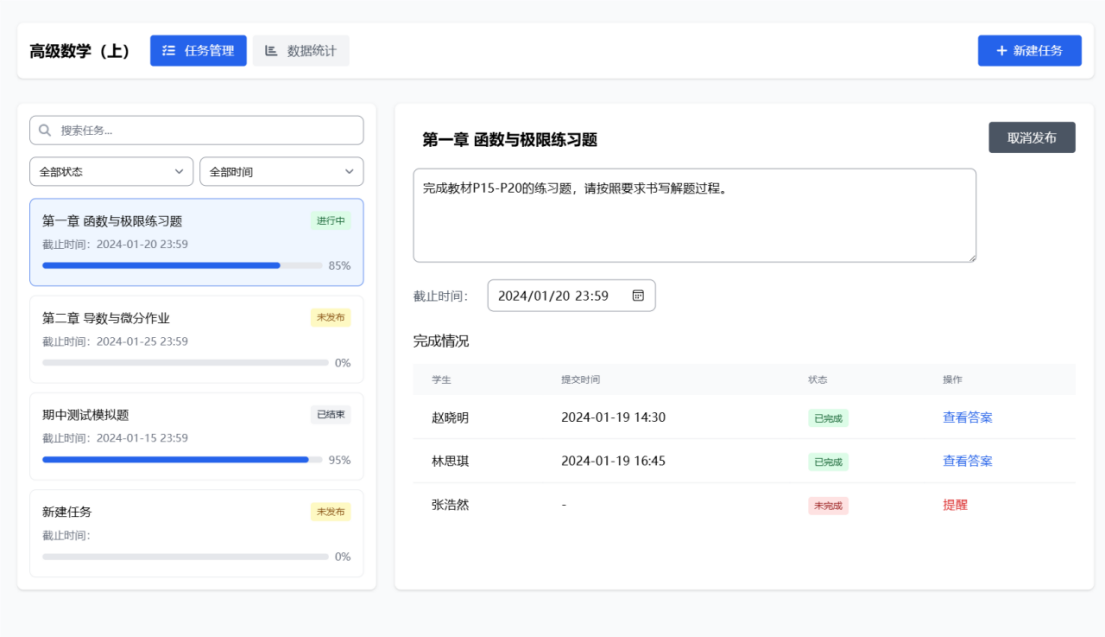 高级数学（上） 任务管理 数据统计 + 新建任务
搜索任务...
全部状态 全部时间
第一章 函数与极限练习题 进行中
截止时间：2024-01-20 23:59
85%
第二章 导数与微分作业 未发布
截止时间：2024-01-25 23:59
0%
期中测试模拟题 已结束
截止时间：2024-01-15 23:59
95%
新建任务 未发布
截止时间：
0%
第一章 函数与极限练习题 取消发布
完成教材P15-P20的练习题，请按照要求书写解题过程。
截止时间： 2024/01/20 23:59
完成情况
学生 提交时间 状态 操作
赵晓明 2024-01-19 14:30 已完成 查看答案
林思琪 2024-01-19 16:45 已完成 查看答案
张浩然 - 未完成 提醒